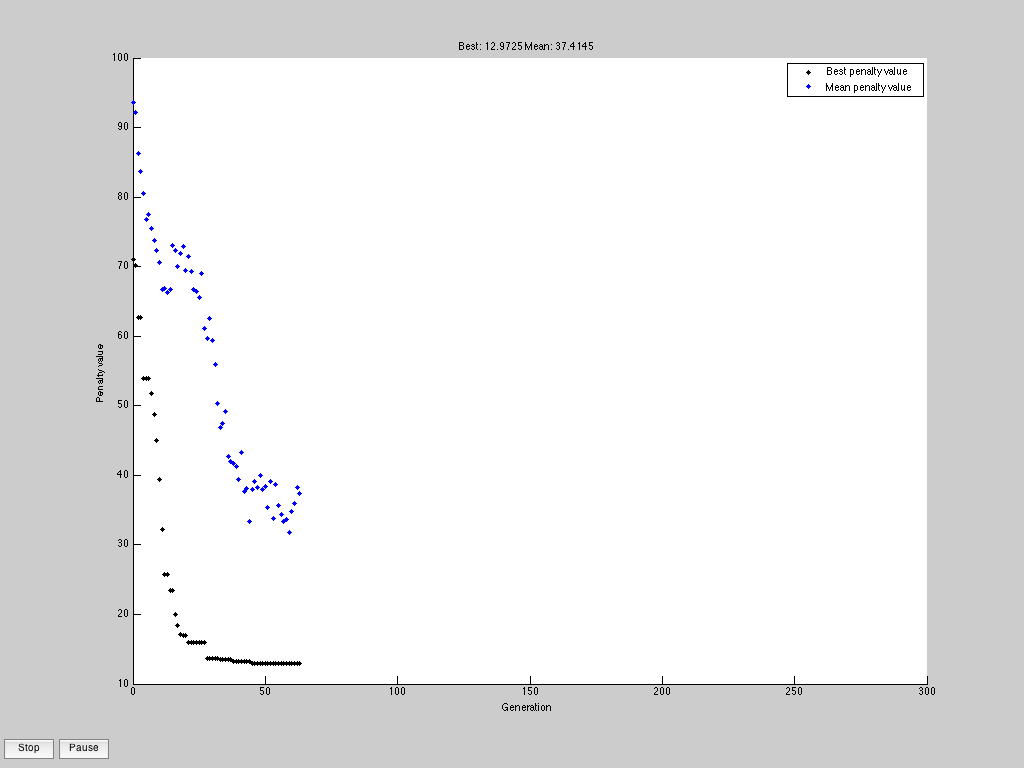 Best: 12.9725 Mean: 37.4145
100
90
80
70
60
50
40
30
20
10
Penalty value
Best penalty value
Mean penalty value
0 50 100 150 200 250 300
Generation
Stop Pause